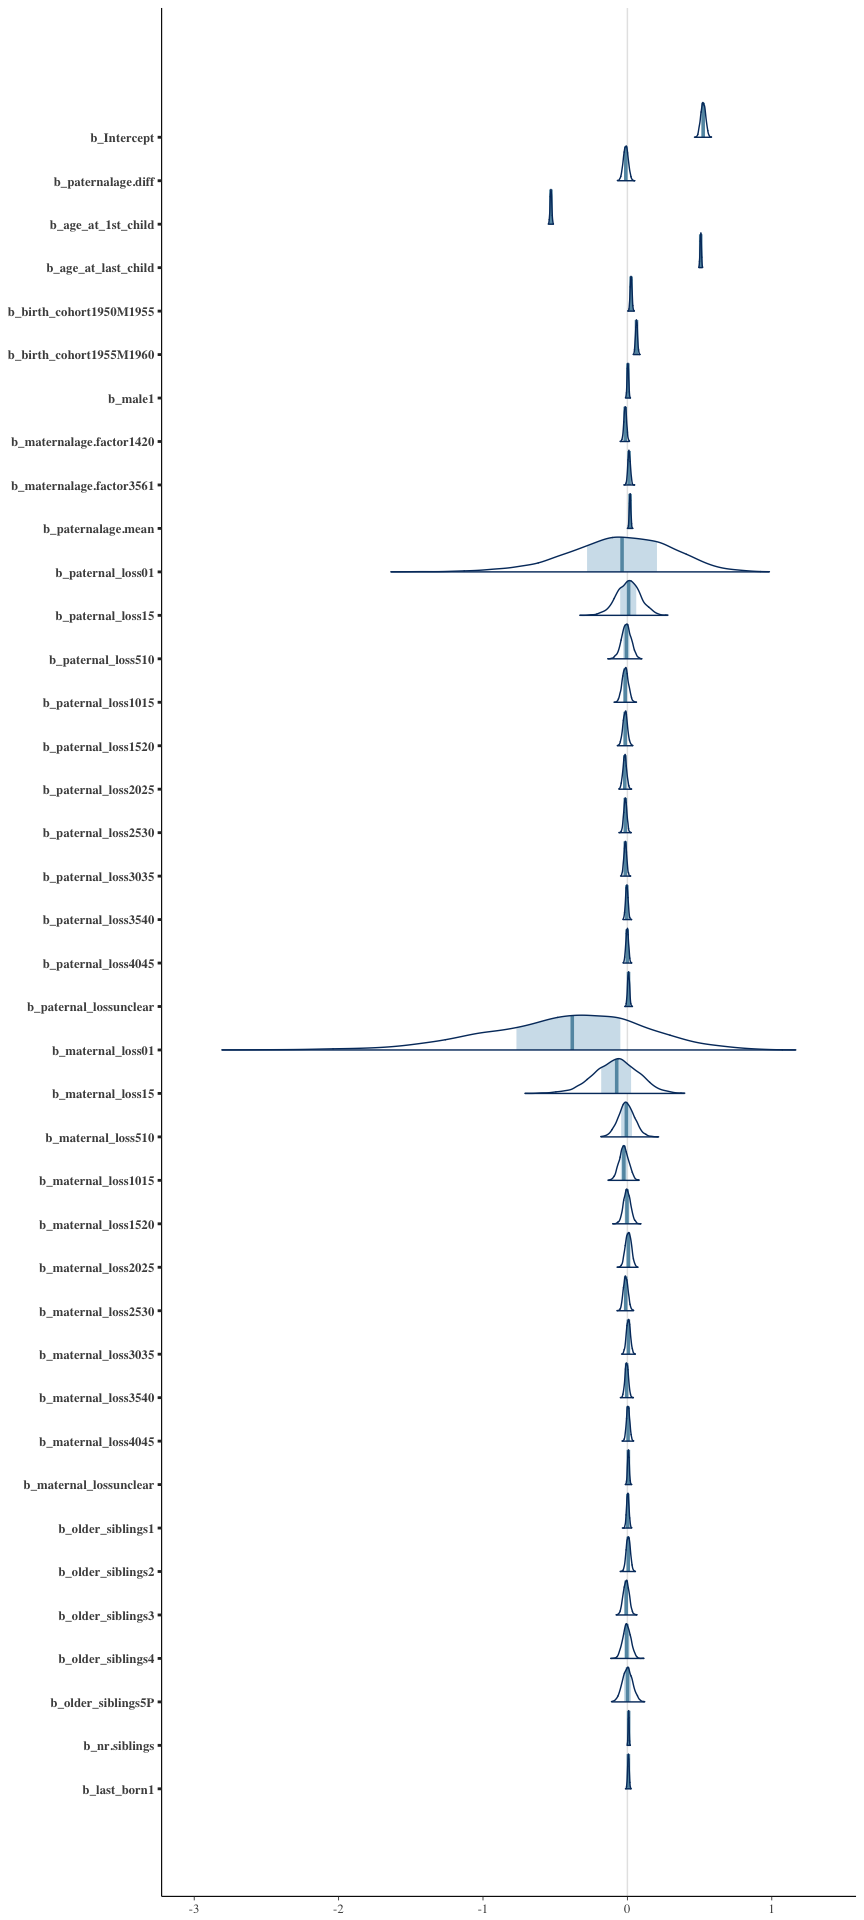 b_Intercept
b_paternalage.diff
b_age_at_1st_child
b_age_at_last_child
b_birth_cohort1950M1955
b_birth_cohort1955M1960
b_male1
b_maternalage.factor1420
b_maternalage.factor3561
b_paternalage.mean
b_paternal_loss01
b_paternal_loss15
b_paternal_loss510
b_paternal_loss1015
b_paternal_loss1520
b_paternal_loss2025
b_paternal_loss2530
b_paternal_loss3035
b_paternal_loss3540
b_paternal_loss4045
b_paternal_lossunclear
b_maternal_loss01
b_maternal_loss15
b_maternal_loss510
b_maternal_loss1015
b_maternal_loss1520
b_maternal_loss2025
b_maternal_loss2530
b_maternal_loss3035
b_maternal_loss3540
b_maternal_loss4045
b_maternal_lossunclear
b_older_siblings1
b_older_siblings2
b_older_siblings3
b_older_siblings4
b_older_siblings5P
b_nr.siblings
b_last_born1
-3 -2 -1 0 1